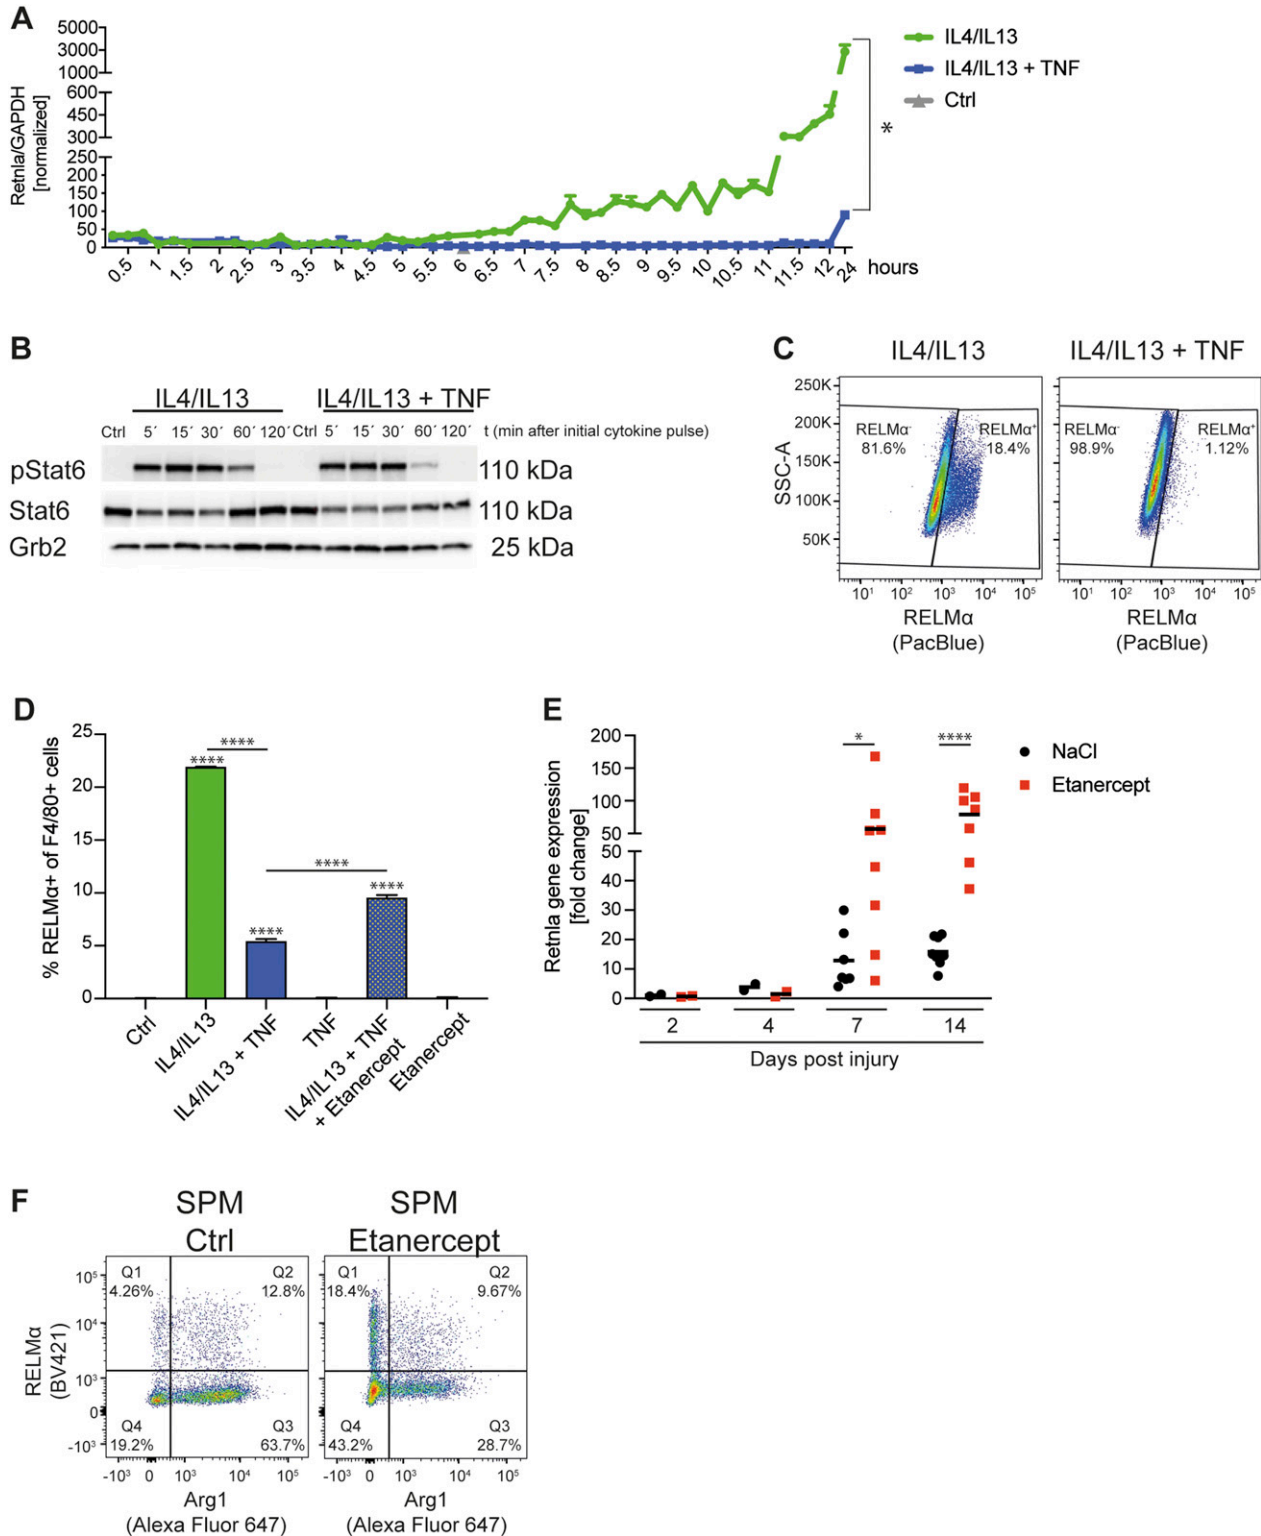 A
5000
3000
1000
600
450
300
250
200
150
100
50
0
Retnla/GAPDH
[normalized]
0.5 1 1.5 2 2.5 3 3.5 4 4.5 5 5.5 6 6.5 7 7.5 8 8.5 9 9.5 10 10.5 11 11.5 12 24 hours
IL4/IL13
IL4/IL13 + TNF
Ctrl
*
B
IL4/IL13 IL4/IL13 + TNF
Ctrl 5′ 15′ 30′ 60′ 120′ Ctrl 5′ 15′ 30′ 60′ 120′ t (min after initial cytokine pulse)
pStat6 110 kDa
Stat6 110 kDa
Grb2 25 kDa
C
IL4/IL13 IL4/IL13 + TNF
250K
200K
150K
100K
50K
SSC-A
RELMα⁻ RELMα⁺ RELMα⁻ RELMα⁺
81.6% 18.4% 98.9% 1.12%
10¹ 10² 10³ 10⁴ 10⁵ 10¹ 10² 10³ 10⁴ 10⁵
RELMα RELMα
(PacBlue) (PacBlue)
D
25
20
15
10
5
0
% RELMα+ of F4/80+ cells
****
****
****
****
****
Ctrl
IL4/IL13
IL4/IL13 + TNF
TNF
IL4/IL13 + TNF
+ Etanercept
Etanercept
E
200
150
100
50
50
40
30
20
10
0
Retnla gene expression
[fold change]
* ****
NaCl
Etanercept
2 4 7 14
Days post injury
F
SPM SPM
Ctrl Etanercept
10⁵
10⁴
10³
0
-10³
RELMα
(BV421)
Q1 Q2 Q1 Q2
4.26% 12.8% 18.4% 9.67%
Q4 Q3 Q4 Q3
19.2% 63.7% 43.2% 28.7%
-10³ 0 10³ 10⁴ 10⁵ -10³ 0 10³ 10⁴ 10⁵
Arg1 Arg1
(Alexa Fluor 647) (Alexa Fluor 647)